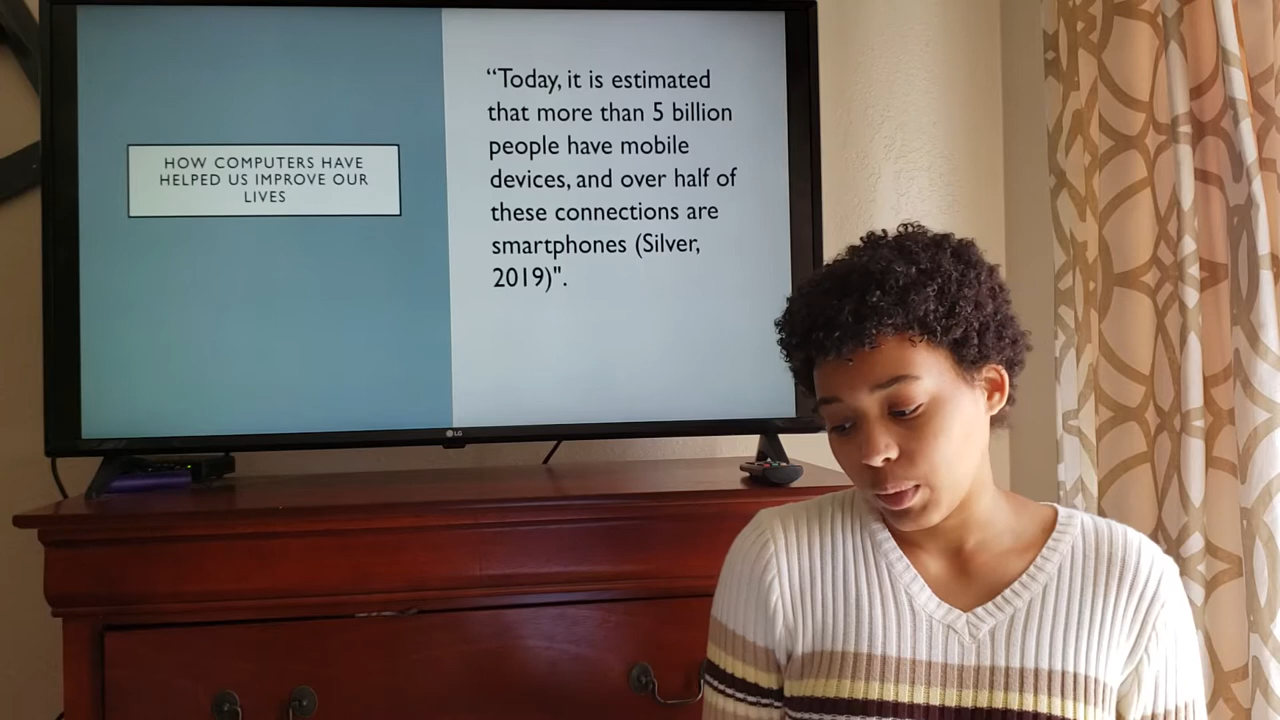 HOW COMPUTERS HAVE
HELPED US IMPROVE OUR
LIVES
“Today, it is estimated
that more than 5 billion
people have mobile
devices, and over half of
these connections are
smartphones (Silver,
2019)".
LG